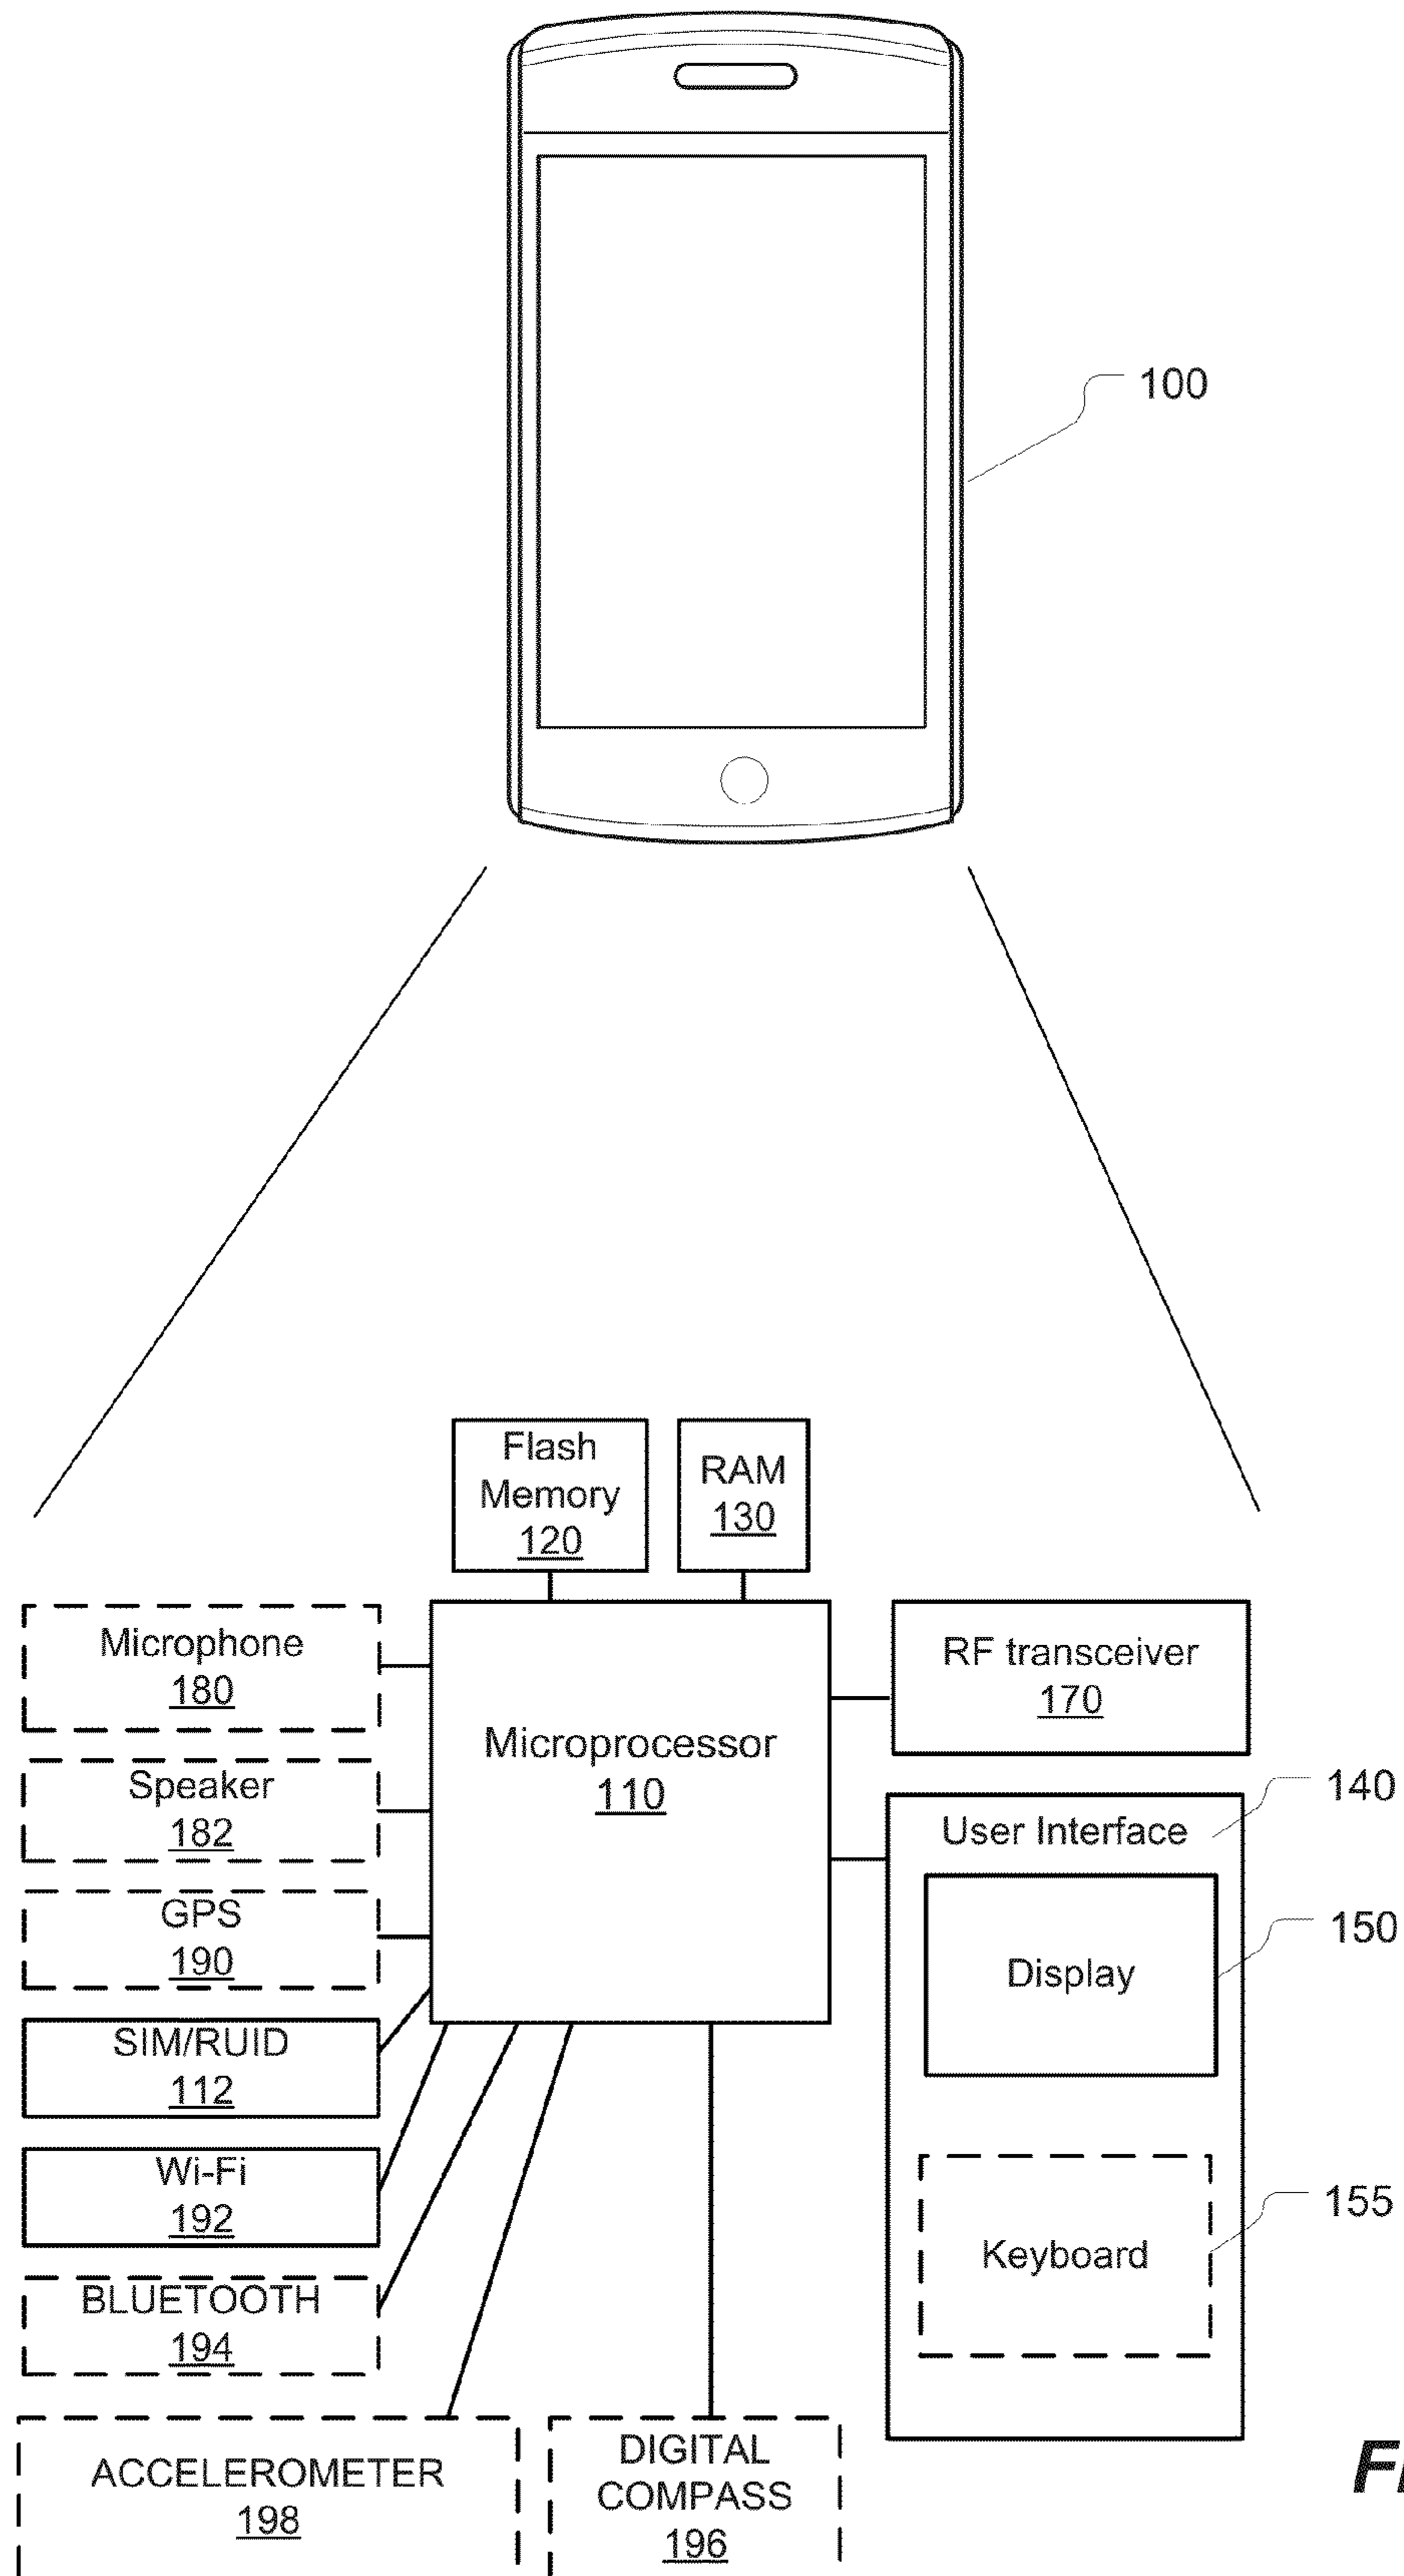 100
Flash
Memory
120
RAM
130
Microphone
180
Microprocessor
110
RF transceiver
170
Speaker
182
140
User Interface
GPS
190
Display
150
SIM/RUID
112
Wi-Fi
192
Keyboard
155
BLUETOOTH
194
ACCELEROMETER
198
DIGITAL
COMPASS
196